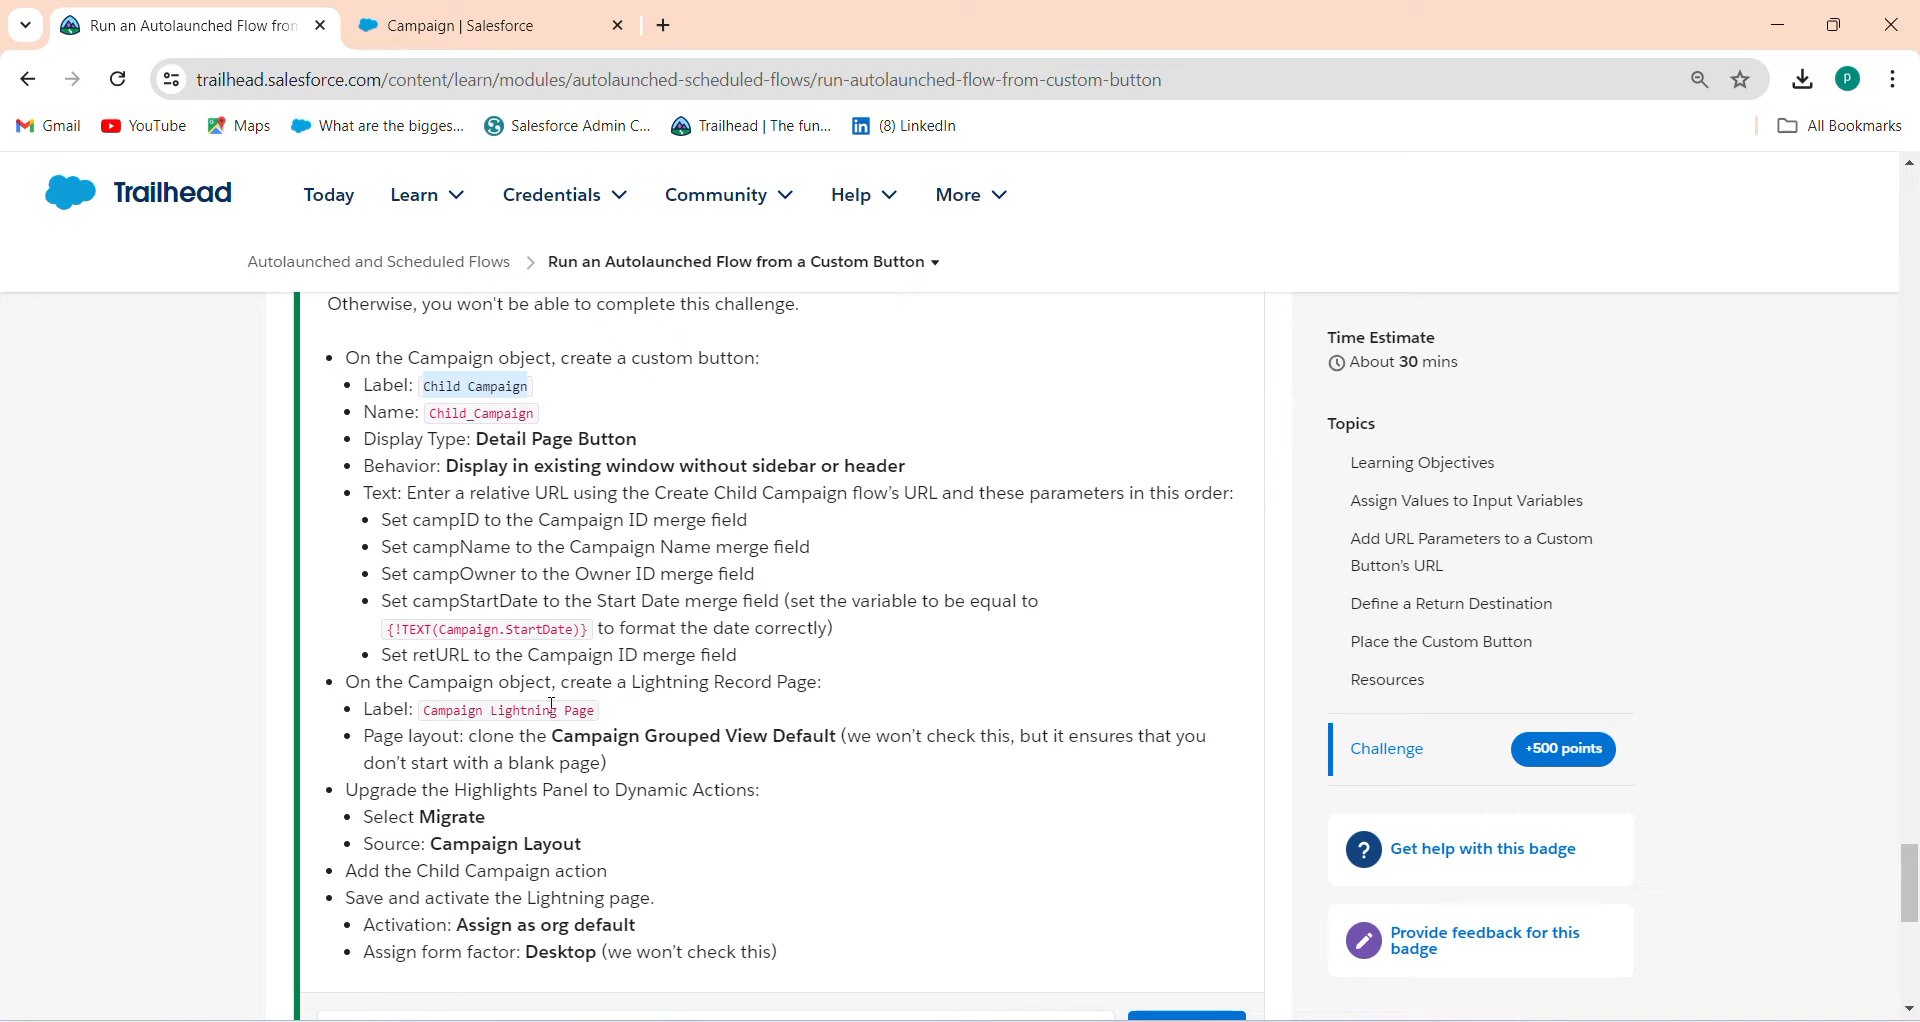 Run an Autolaunched Flow fron
Campaign | Salesforce
trailhead.salesforce.com/content/learn/modules/autolaunched-scheduled-flows/run-autolaunched-flow-from-custom-button
P
Gmail
YouTube
Maps
What are the bigges...
Salesforce Admin C...
Trailhead | The fun...
(8) LinkedIn
All Bookmarks
Trailhead
Today
Learn
Credentials
Community
Help
More
Autolaunched and Scheduled Flows
Run an Autolaunched Flow from a Custom Button
Otherwise, you won't be able to complete this challenge.
• On the Campaign object, create a custom button:
• Label: Child Campaign
• Name: Child_Campaign
• Display Type: Detail Page Button
• Behavior: Display in existing window without sidebar or header
• Text: Enter a relative URL using the Create Child Campaign flow's URL and these parameters in this order:
• Set campID to the Campaign ID merge field
• Set campName to the Campaign Name merge field
• Set campOwner to the Owner ID merge field
• Set campStartDate to the Start Date merge field (set the variable to be equal to
{!TEXT(Campaign.StartDate)} to format the date correctly)
• Set retURL to the Campaign ID merge field
• On the Campaign object, create a Lightning Record Page:
• Label: Campaign Lightning Page
• Page layout: clone the Campaign Grouped View Default (we won't check this, but it ensures that you
don't start with a blank page)
• Upgrade the Highlights Panel to Dynamic Actions:
• Select Migrate
• Source: Campaign Layout
• Add the Child Campaign action
• Save and activate the Lightning page.
• Activation: Assign as org default
• Assign form factor: Desktop (we won't check this)
Time Estimate
About 30 mins
Topics
Learning Objectives
Assign Values to Input Variables
Add URL Parameters to a Custom
Button's URL
Define a Return Destination
Place the Custom Button
Resources
Challenge
+500 points
?
Get help with this badge
Provide feedback for this
badge